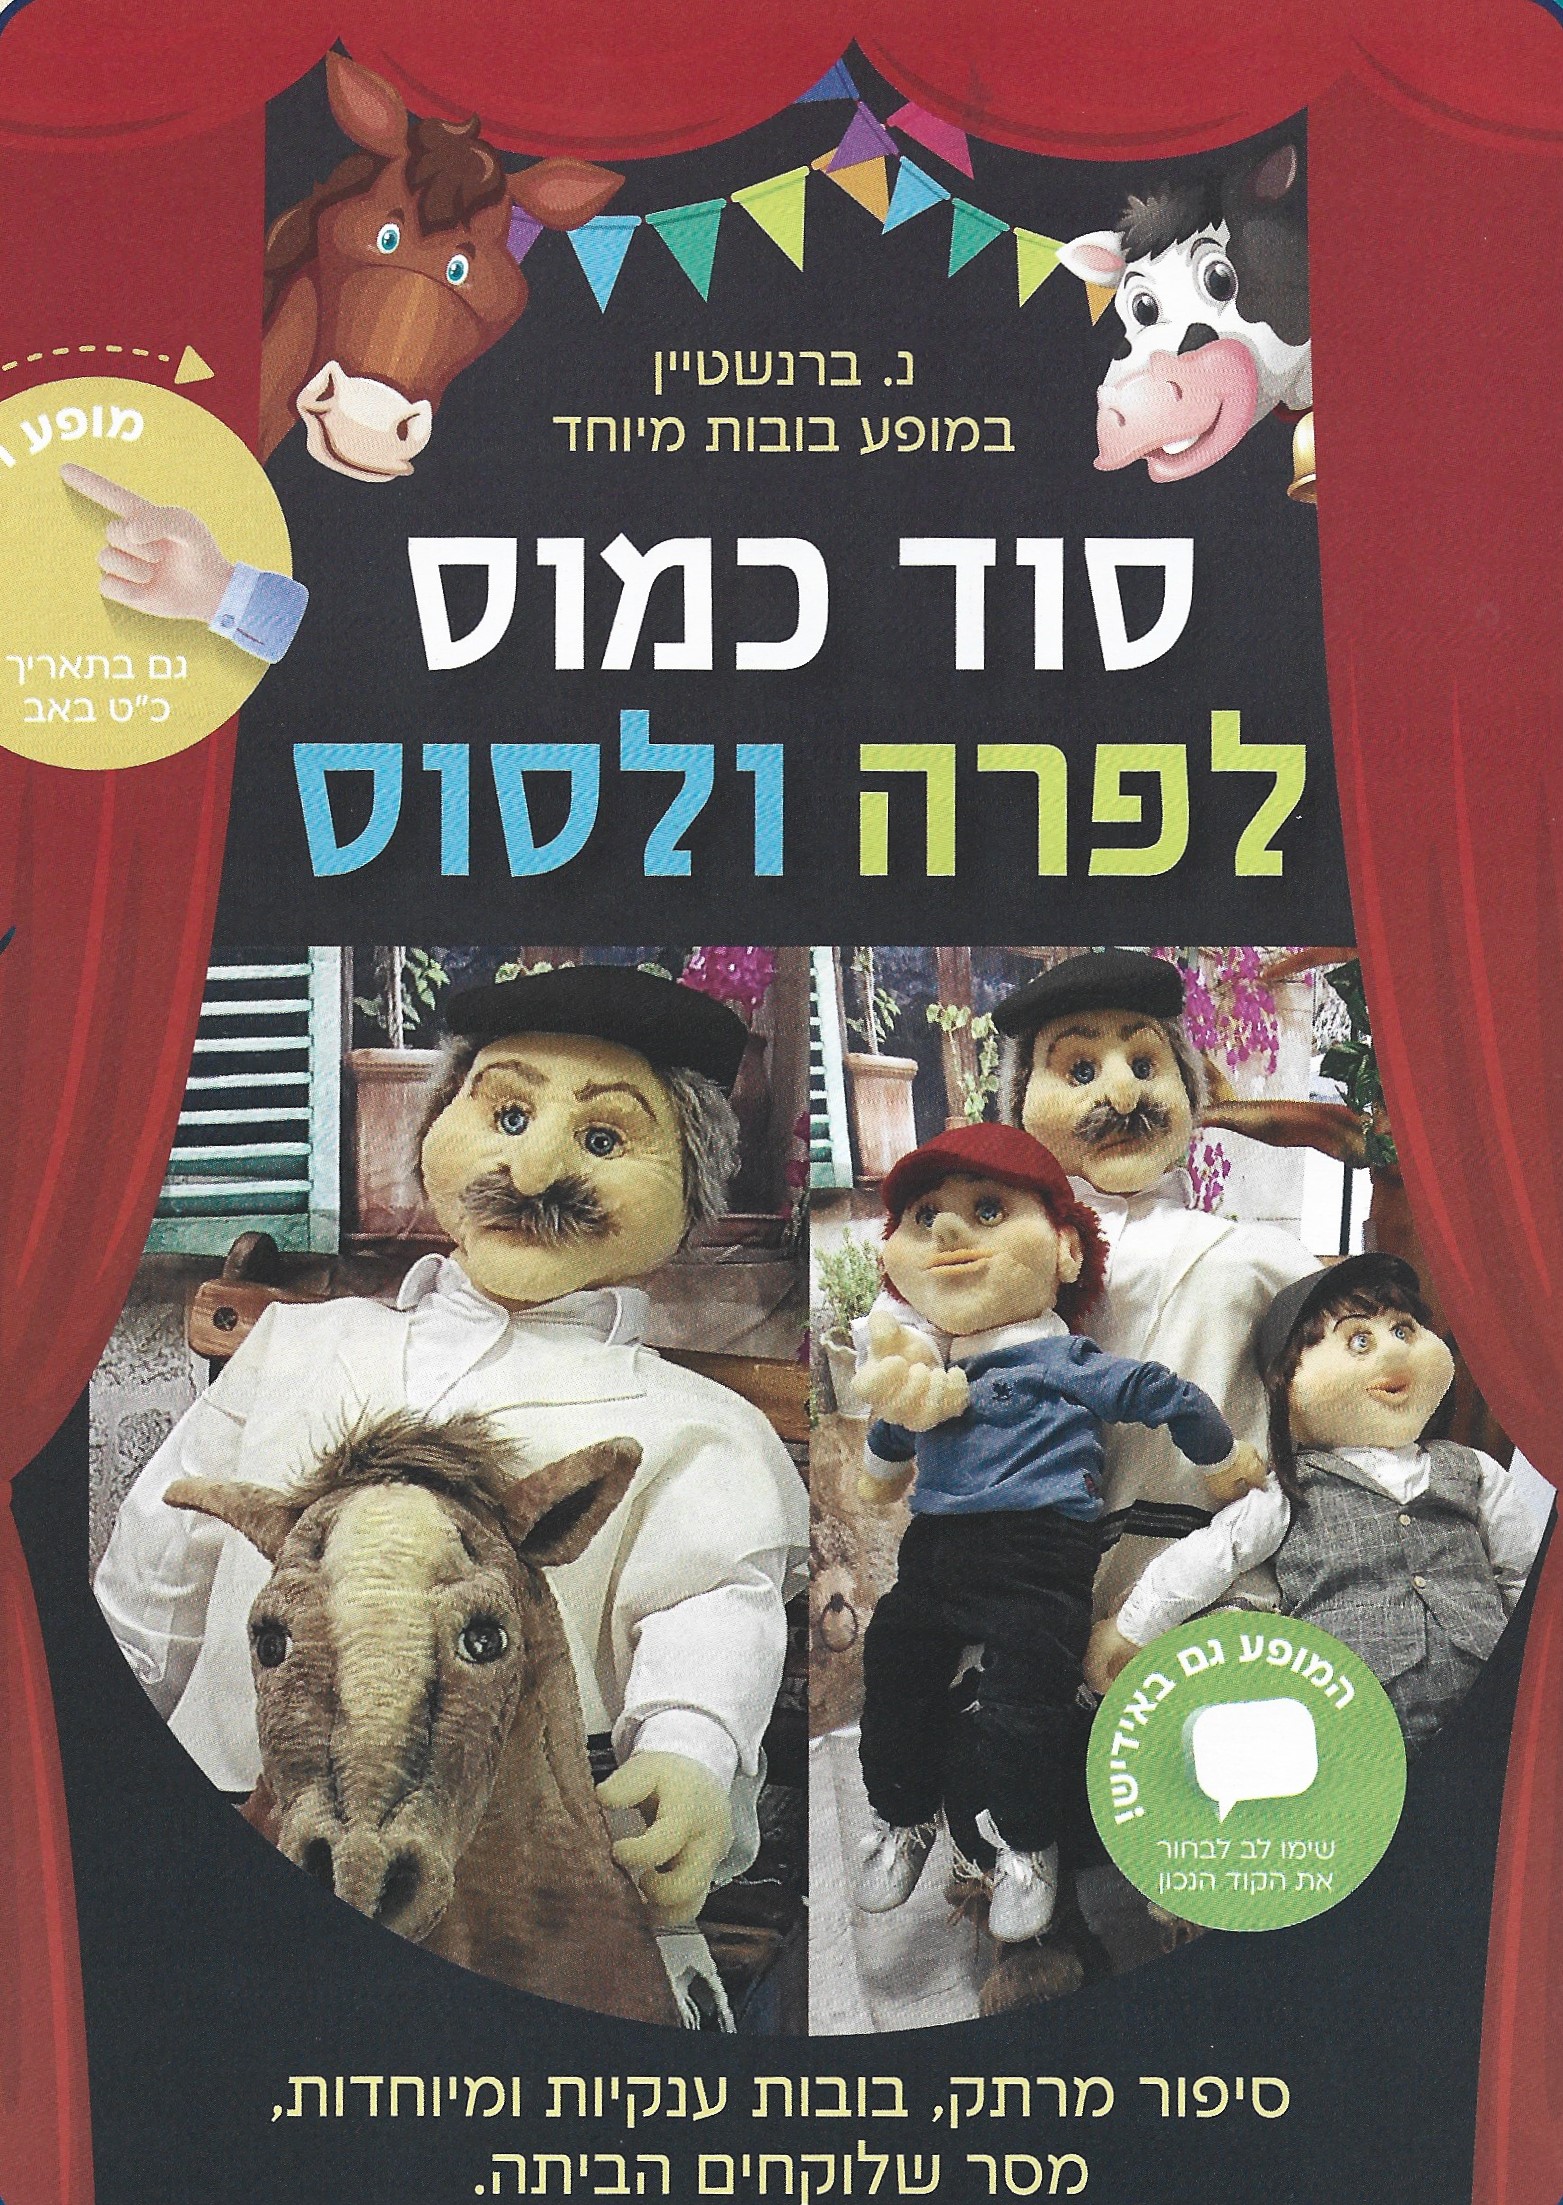 נ. ברנשטיין
במופע בובות מיוחד
סוד כמוס
לפרה ולסוס
מופע
גם בתאריך
כ"ט באב
המופע גם באידיש!
שימו לב לבחור
את הקוד הנכון
סיפור מרתק, בובות ענקיות ומיוחדות,
מסר שלוקחים הביתה.